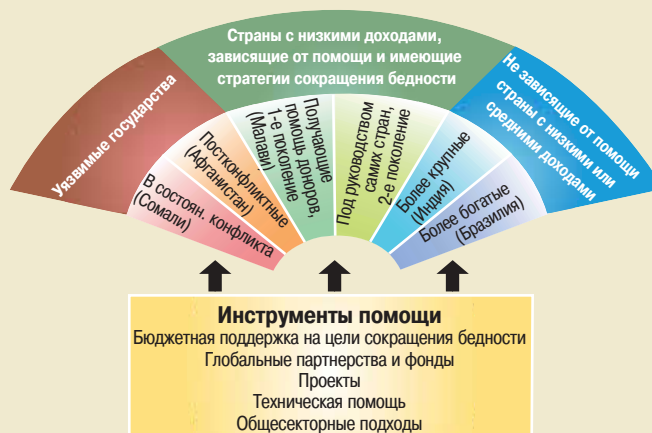 Уязвимые государства
Страны с низкими доходами,
зависящие от помощи и имеющие
стратегии сокращения бедности
Не зависящие от помощи
страны с низкими или
средними доходами
В состоян. конфликта
(Сомали)
Постконфликтные
(Афганистан)
Получающие
помощь доноров,
1-е поколение
(Малави)
Под руководством
самих стран,
2-е поколение
Более крупные
(Индия)
Более богатые
(Бразилия)
Инструменты помощи
Бюджетная поддержка на цели сокращения бедности
Глобальные партнерства и фонды
Проекты
Техническая помощь
Общесекторные подходы